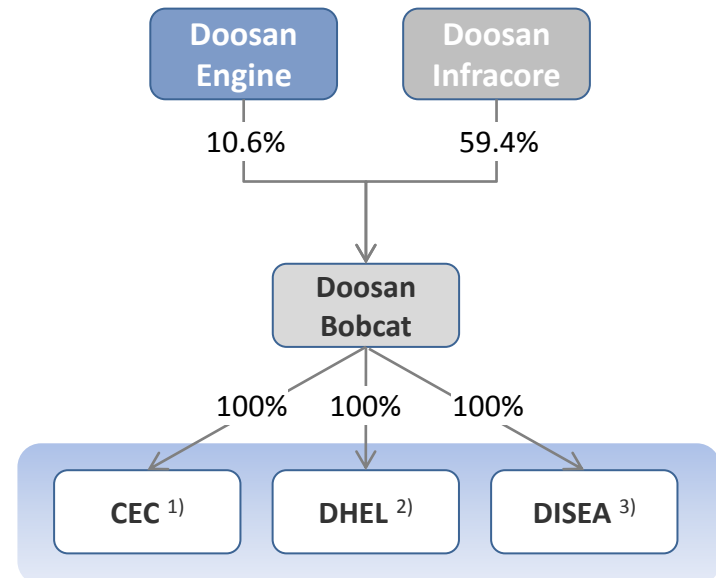 Doosan
Engine
Doosan
Infracore
10.6%
59.4%
Doosan
Bobcat
100%
100%
100%
CEC 1)
DHEL 2)
DISEA 3)